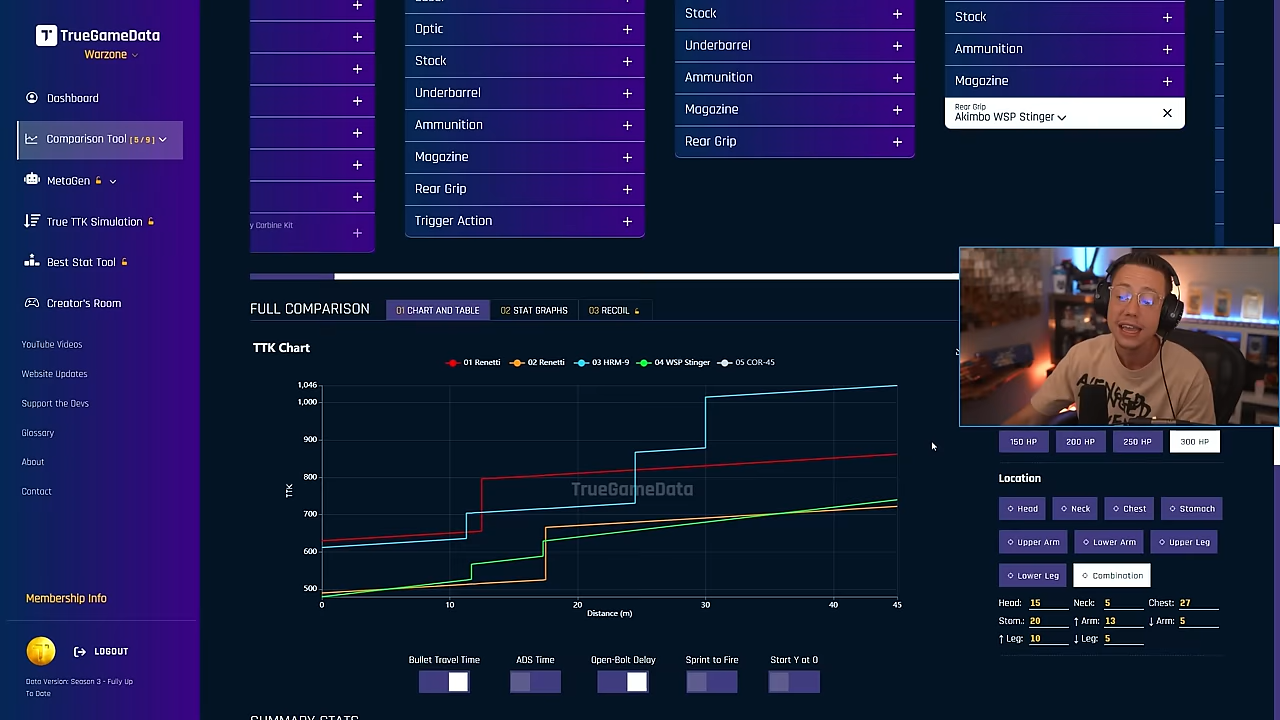 TrueGameData
Warzone
Dashboard
Comparison Tool [5/9]
MetaGen
True TTK Simulation
Best Stat Tool
Creator's Room
YouTube Videos
Website Updates
Support the Devs
Glossary
About
Contact
Membership Info
LOGOUT
Data Version: Season 3 - Fully Up
To Date
y Carbine Kit
Optic
Stock
Underbarrel
Ammunition
Magazine
Rear Grip
Trigger Action
Stock
Underbarrel
Ammunition
Magazine
Rear Grip
Stock
Ammunition
Magazine
Rear Grip
Akimbo WSP Stinger
FULL COMPARISON
01 CHART AND TABLE
02 STAT GRAPHS
03 RECOIL
TTK Chart
01 Renetti
02 Renetti
03 HRM-9
04 WSP Stinger
05 COR-45
1,046
1,000
900
800
700
600
500
TTK
TrueGameData
0 10 20 30 40 45
Distance (m)
Bullet Travel Time
ADS Time
Open-Bolt Delay
Sprint to Fire
Start Y at 0
SUMMARY STATS
AVENGED
150 HP 200 HP 250 HP 300 HP
Location
Head Neck Chest Stomach
Upper Arm Lower Arm Upper Leg
Lower Leg Combination
Head: 15 Neck: 5 Chest: 27
Stom.: 20 ↑ Arm: 13 ↓ Arm: 5
↑ Leg: 10 ↓ Leg: 5